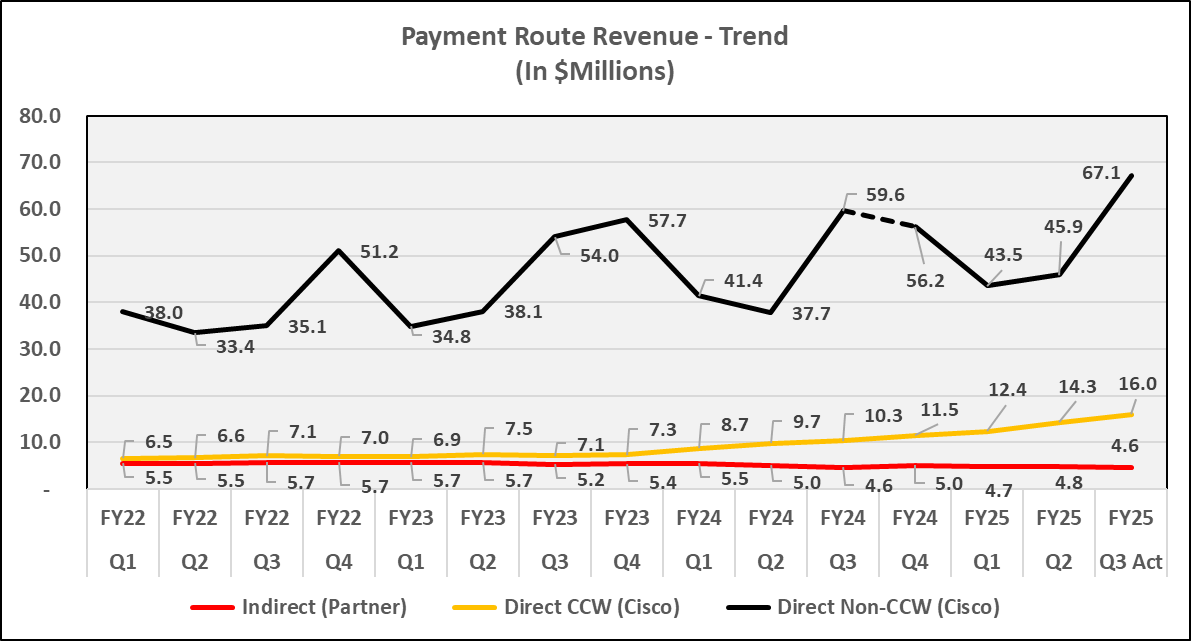 Payment Route Revenue - Trend
(In $Millions)
80.0
70.0
60.0
50.0
40.0
30.0
20.0
10.0
-
38.0 33.4 35.1 51.2 34.8 38.1 54.0 57.7 41.4 37.7 59.6 56.2 43.5 45.9 67.1
6.5 6.6 7.1 7.0 6.9 7.5 7.1 7.3 8.7 9.7 10.3 11.5 12.4 14.3 16.0
5.5 5.5 5.7 5.7 5.7 5.7 5.2 5.4 5.5 5.0 4.6 5.0 4.7 4.8 4.6
FY22 FY22 FY22 FY22 FY23 FY23 FY23 FY23 FY24 FY24 FY24 FY24 FY25 FY25 FY25
Q1 Q2 Q3 Q4 Q1 Q2 Q3 Q4 Q1 Q2 Q3 Q4 Q1 Q2 Q3 Act
Indirect (Partner) Direct CCW (Cisco) Direct Non-CCW (Cisco)